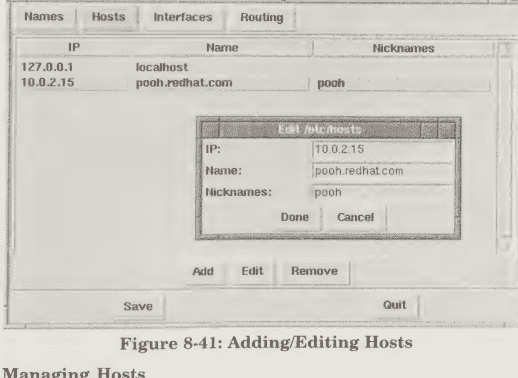 Names Hosts Interfaces Routing
IP Name Nicknames
127.0.0.1 localhost
10.0.2.15 pooh.redhat.com pooh
Edit /etc/hosts
IP: 10.0.2.15
Name: pooh.redhat.com
Nicknames: pooh
Done Cancel
Add Edit Remove
Save Quit
Figure 8-41: Adding/Editing Hosts
Managing Hosts